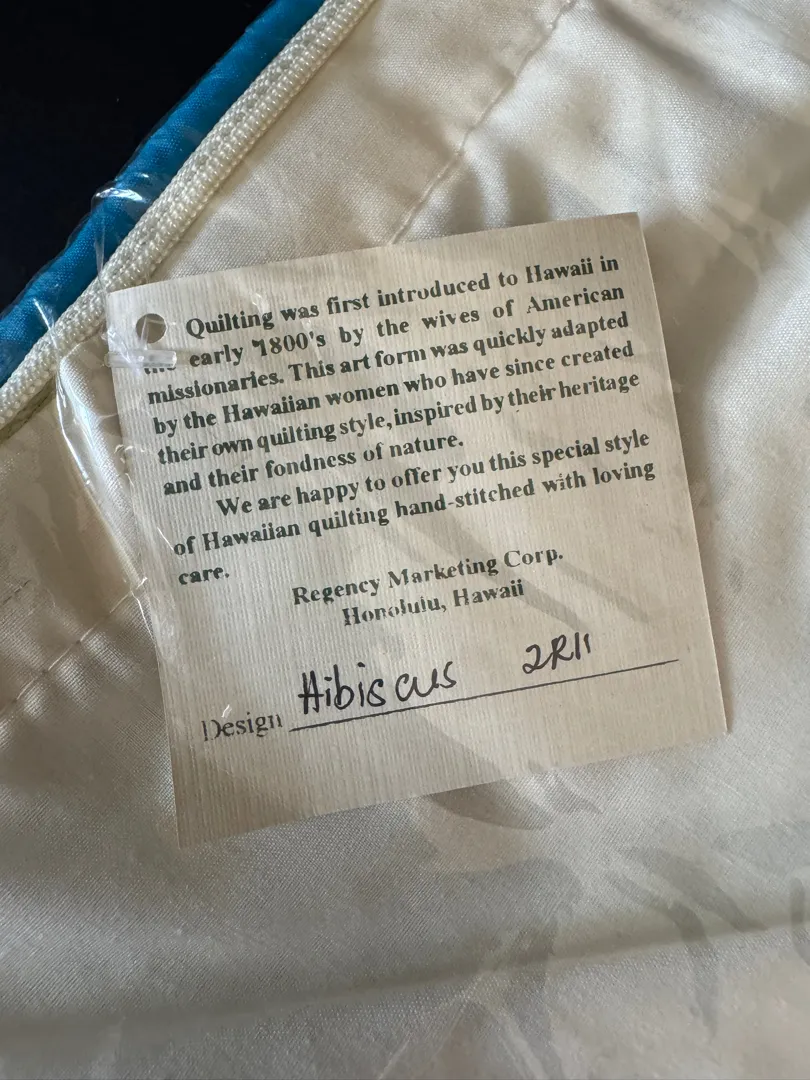 Quilting was first introduced to Hawaii in
the early 1800's by the wives of American
missionaries. This art form was quickly adapted
by the Hawaiian women who have since created
their own quilting style, inspired by their heritage
and their fondness of nature.
We are happy to offer you this special style
of Hawaiian quilting hand-stitched with loving
care.
Regency Marketing Corp.
Honolulu, Hawaii
Design Hibiscus 2R11